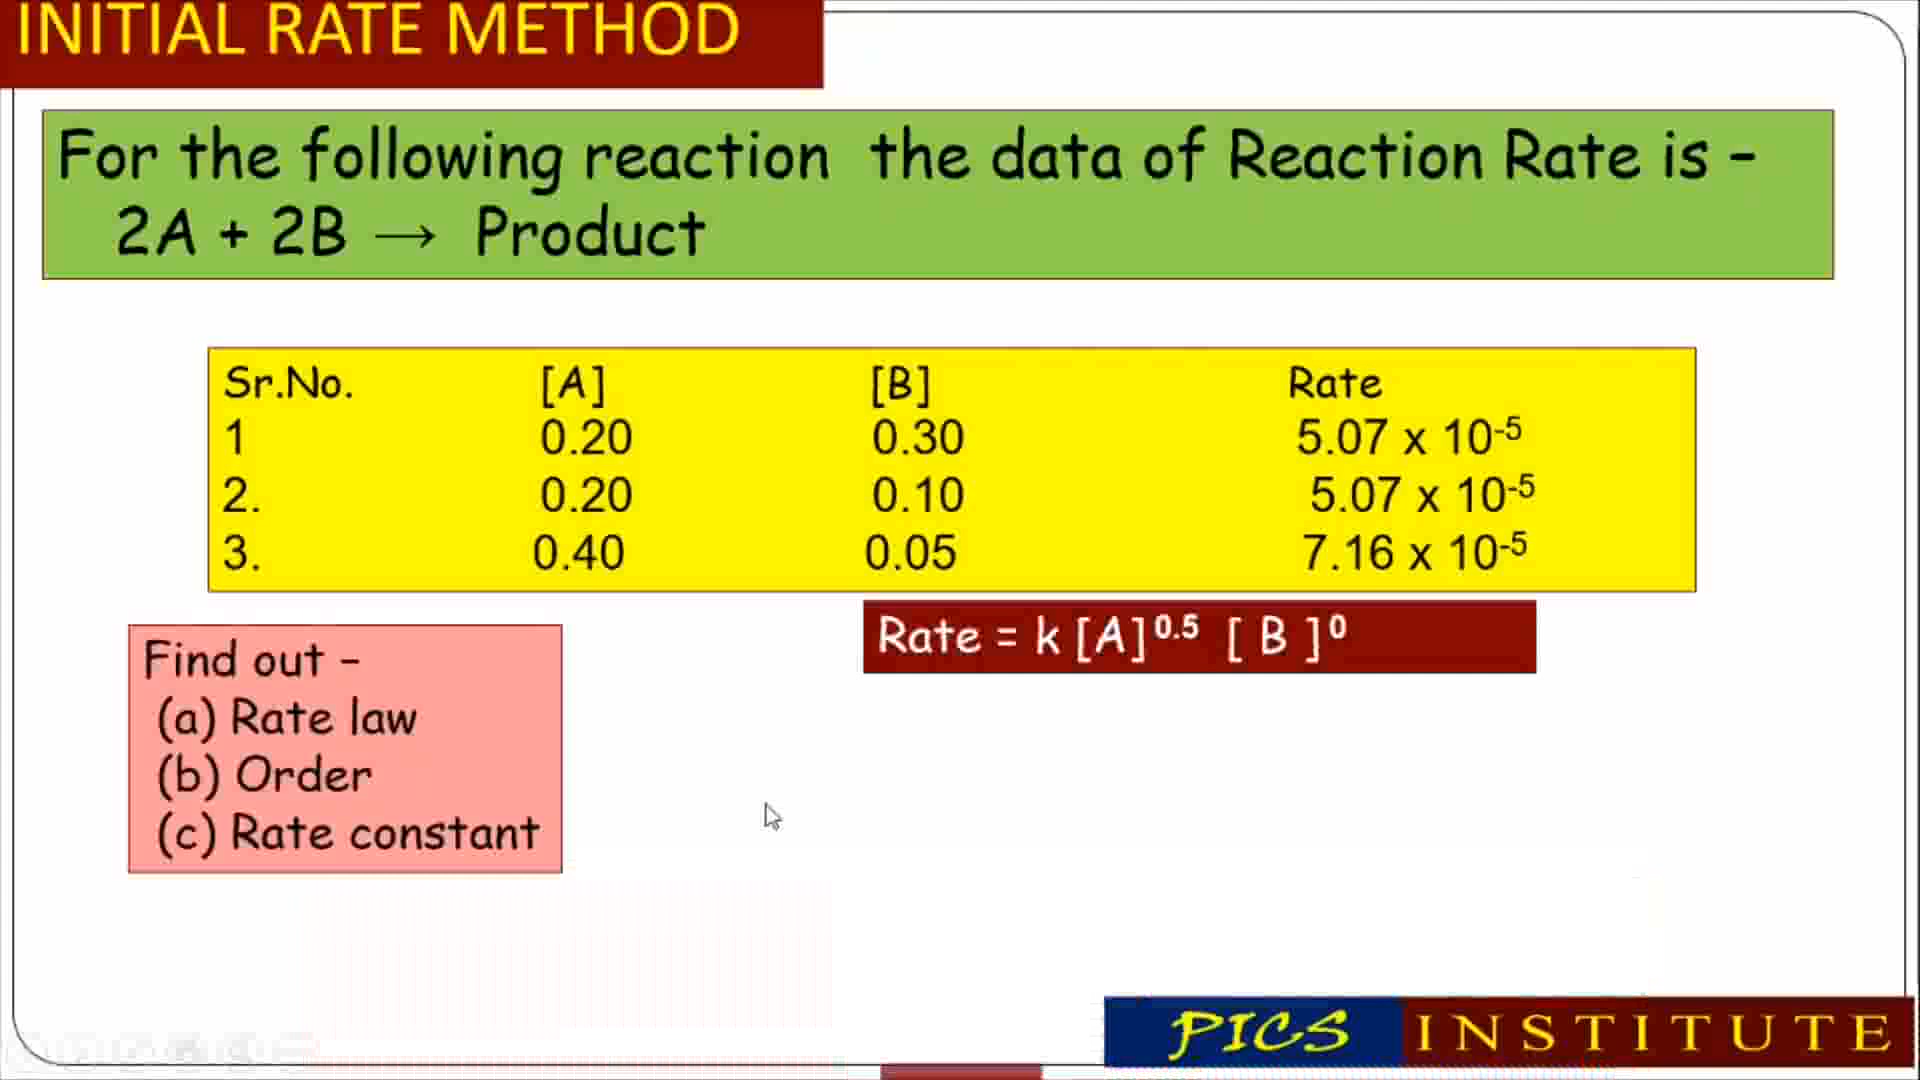 INITIAL RATE METHOD
For the following reaction the data of Reaction Rate is –
2A + 2B → Product
Sr.No. [A] [B] Rate
1 0.20 0.30 5.07 x 10⁻⁵
2. 0.20 0.10 5.07 x 10⁻⁵
3. 0.40 0.05 7.16 x 10⁻⁵
Rate = k [A]⁰·⁵ [ B ]⁰
Find out –
(a) Rate law
(b) Order
(c) Rate constant
PICS INSTITUTE